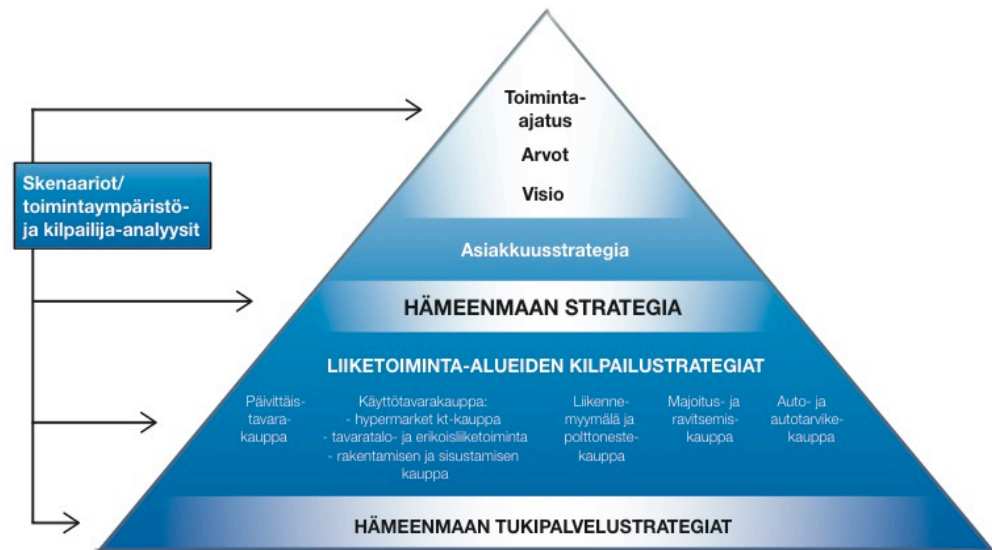 Toiminta-
ajatus
Arvot
Visio
Skenaariot/
toimintaympäristö-
ja kilpailija-analyysit
Asiakkuusstrategia
HÄMEENMAAN STRATEGIA
LIIKETOIMINTA-ALUEIDEN KILPAILUSTRATEGIAT
Päivittäis-
tavara-
kauppa
Käyttötavarakauppa:
- hypermarket kt-kauppa
- tavaratalo- ja erikoisliiketoiminta
- rakentamisen ja sisustamisen
kauppa
Liikenne-
myymälä ja
polttoneste-
kauppa
Majoitus- ja
ravitsemis-
kauppa
Auto- ja
autotarvike-
kauppa
HÄMEENMAAN TUKIPALVELUSTRATEGIAT